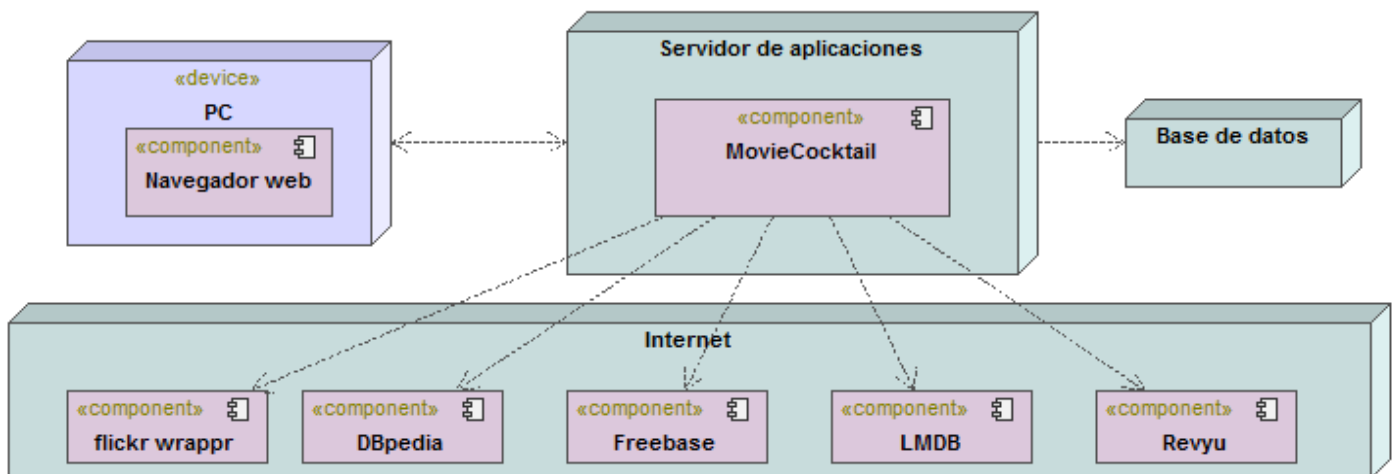 «device»
PC
«component»
Navegador web
Servidor de aplicaciones
«component»
MovieCocktail
Base de datos
Internet
«component»
flickr wrappr
«component»
DBpedia
«component»
Freebase
«component»
LMDB
«component»
Revyu